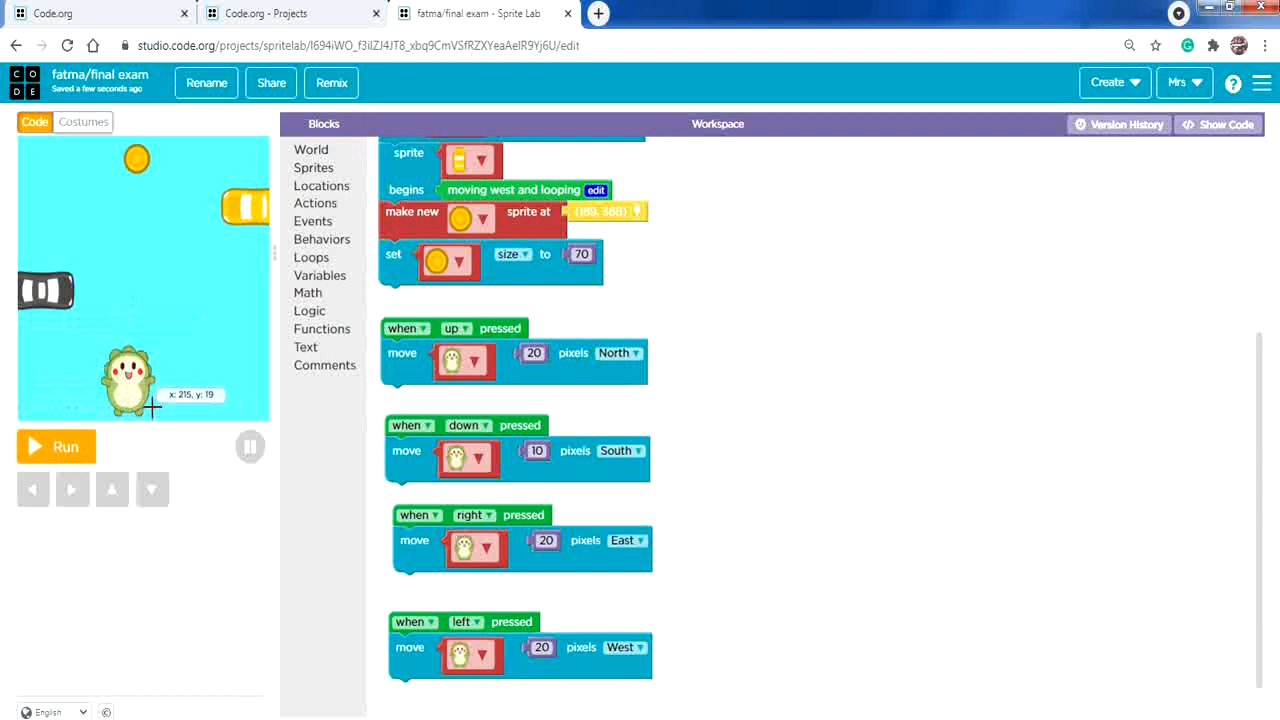 Code.org
Code.org - Projects
fatma/final exam - Sprite Lab
studio.code.org/projects/spritelab/
/edit
CODE
fatma/final exam
Saved a few seconds ago
Rename
Share
Remix
Create
Mrs
?
Code
Costumes
Blocks
Workspace
Version History
</> Show Code
World
Sprites
Locations
Actions
Events
Behaviors
Loops
Variables
Math
Logic
Functions
Text
Comments
sprite
begins moving west and looping edit
make new sprite at (189, 368)
set size to 70
when up pressed
move 20 pixels North
when down pressed
move 10 pixels South
when right pressed
move 20 pixels East
when left pressed
move 20 pixels West
x: 215, y: 19
Run
English
©